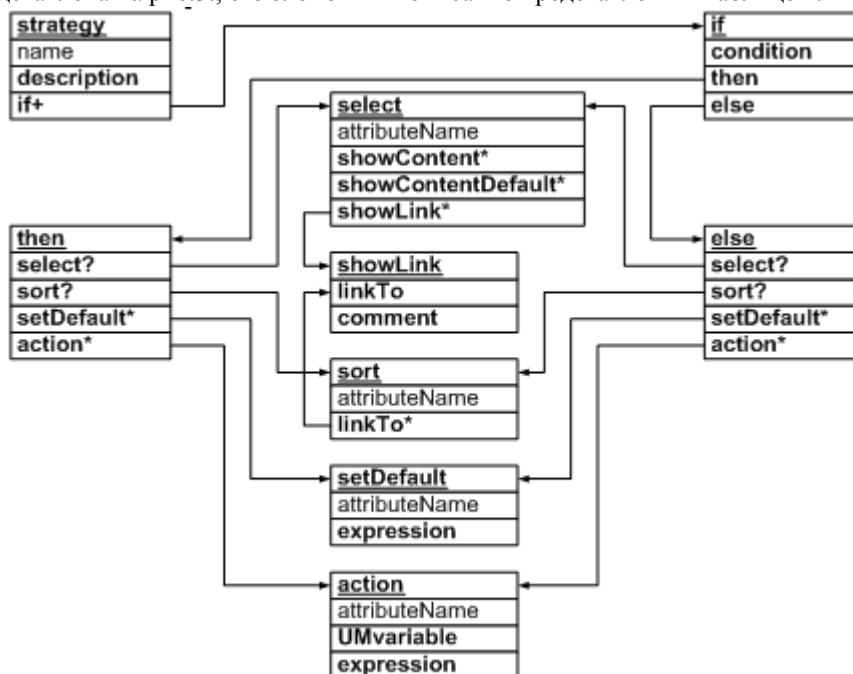 strategy
name
description
if+
if
condition
then
else
select
attributeName
showContent*
showContentDefault*
showLink*
then
select?
sort?
setDefault*
action*
else
select?
sort?
setDefault*
action*
showLink
linkTo
comment
sort
attributeName
linkTo*
setDefault
attributeName
expression
action
attributeName
UMvariable
expression